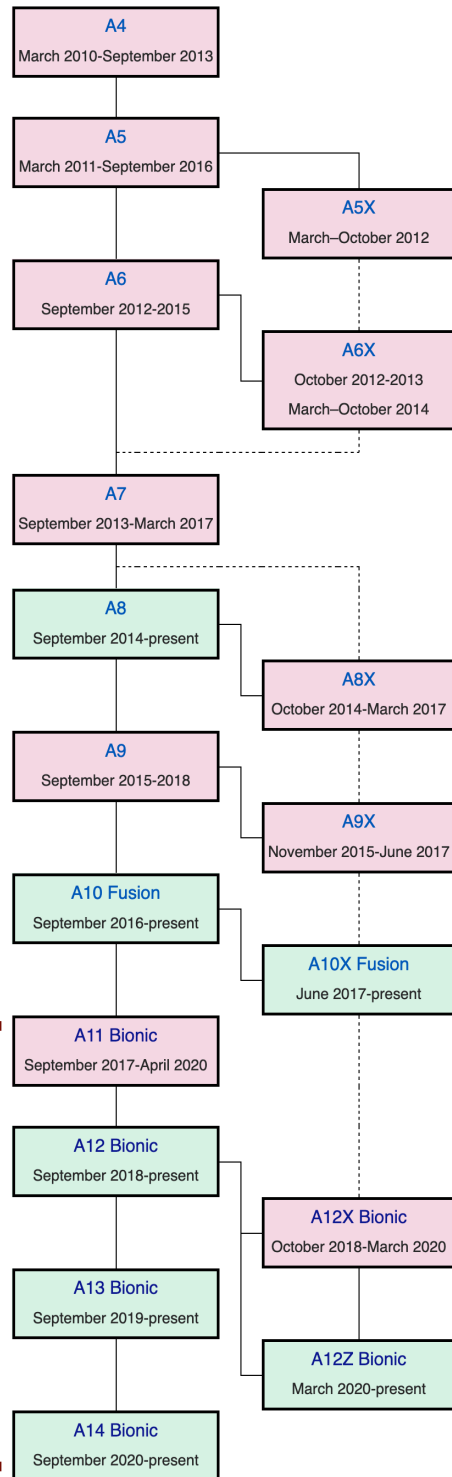 A4
March 2010-September 2013
A5
March 2011-September 2016
A5X
March–October 2012
A6
September 2012-2015
A6X
October 2012-2013
March–October 2014
A7
September 2013-March 2017
A8
September 2014-present
A8X
October 2014-March 2017
A9
September 2015-2018
A9X
November 2015-June 2017
A10 Fusion
September 2016-present
A10X Fusion
June 2017-present
A11 Bionic
September 2017-April 2020
A12 Bionic
September 2018-present
A12X Bionic
October 2018-March 2020
A13 Bionic
September 2019-present
A12Z Bionic
March 2020-present
A14 Bionic
September 2020-present